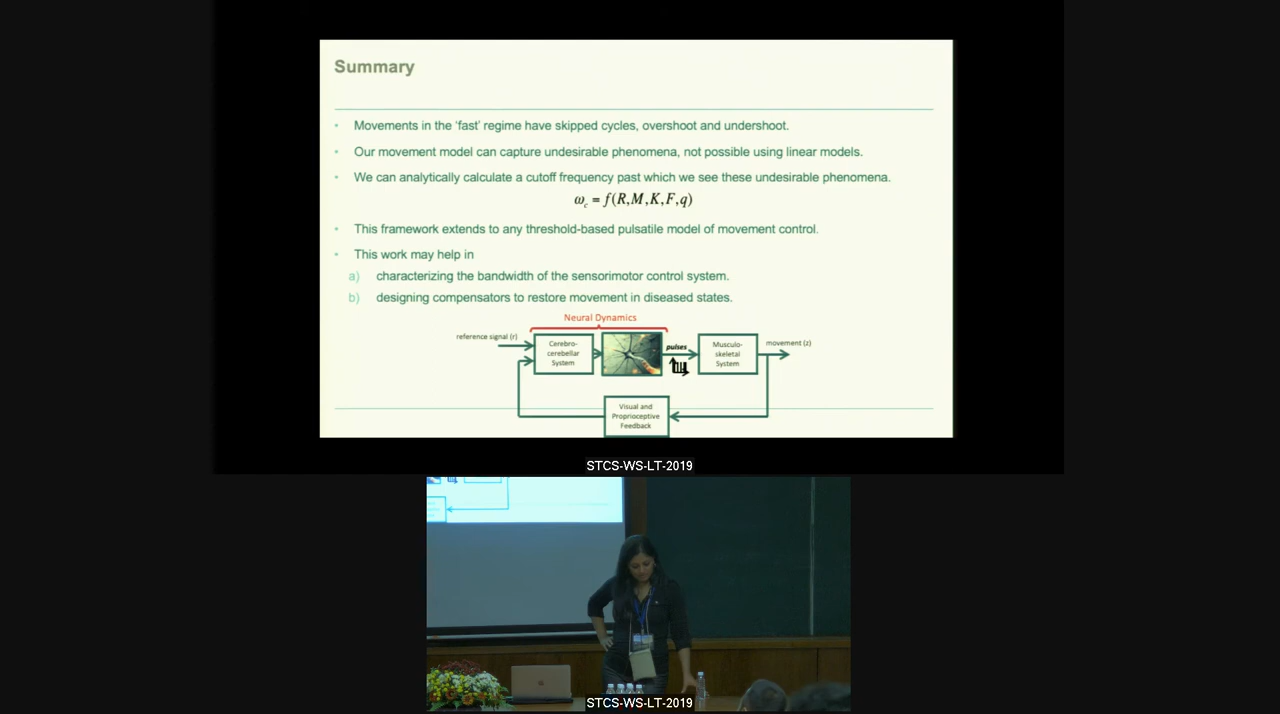 Summary
• Movements in the 'fast' regime have skipped cycles, overshoot and undershoot.
• Our movement model can capture undesirable phenomena, not possible using linear models.
• We can analytically calculate a cutoff frequency past which we see these undesirable phenomena.
ω_c = f(R,M,K,F,q)
• This framework extends to any threshold-based pulsatile model of movement control.
• This work may help in
a) characterizing the bandwidth of the sensorimotor control system.
b) designing compensators to restore movement in diseased states.
Neural Dynamics
reference signal (r)
Cerebro-
cerebellar
System
pulses
Musculo-
skeletal
System
movement (z)
Visual and
Proprioceptive
Feedback
STCS-WS-LT-2019
STCS-WS-LT-2019